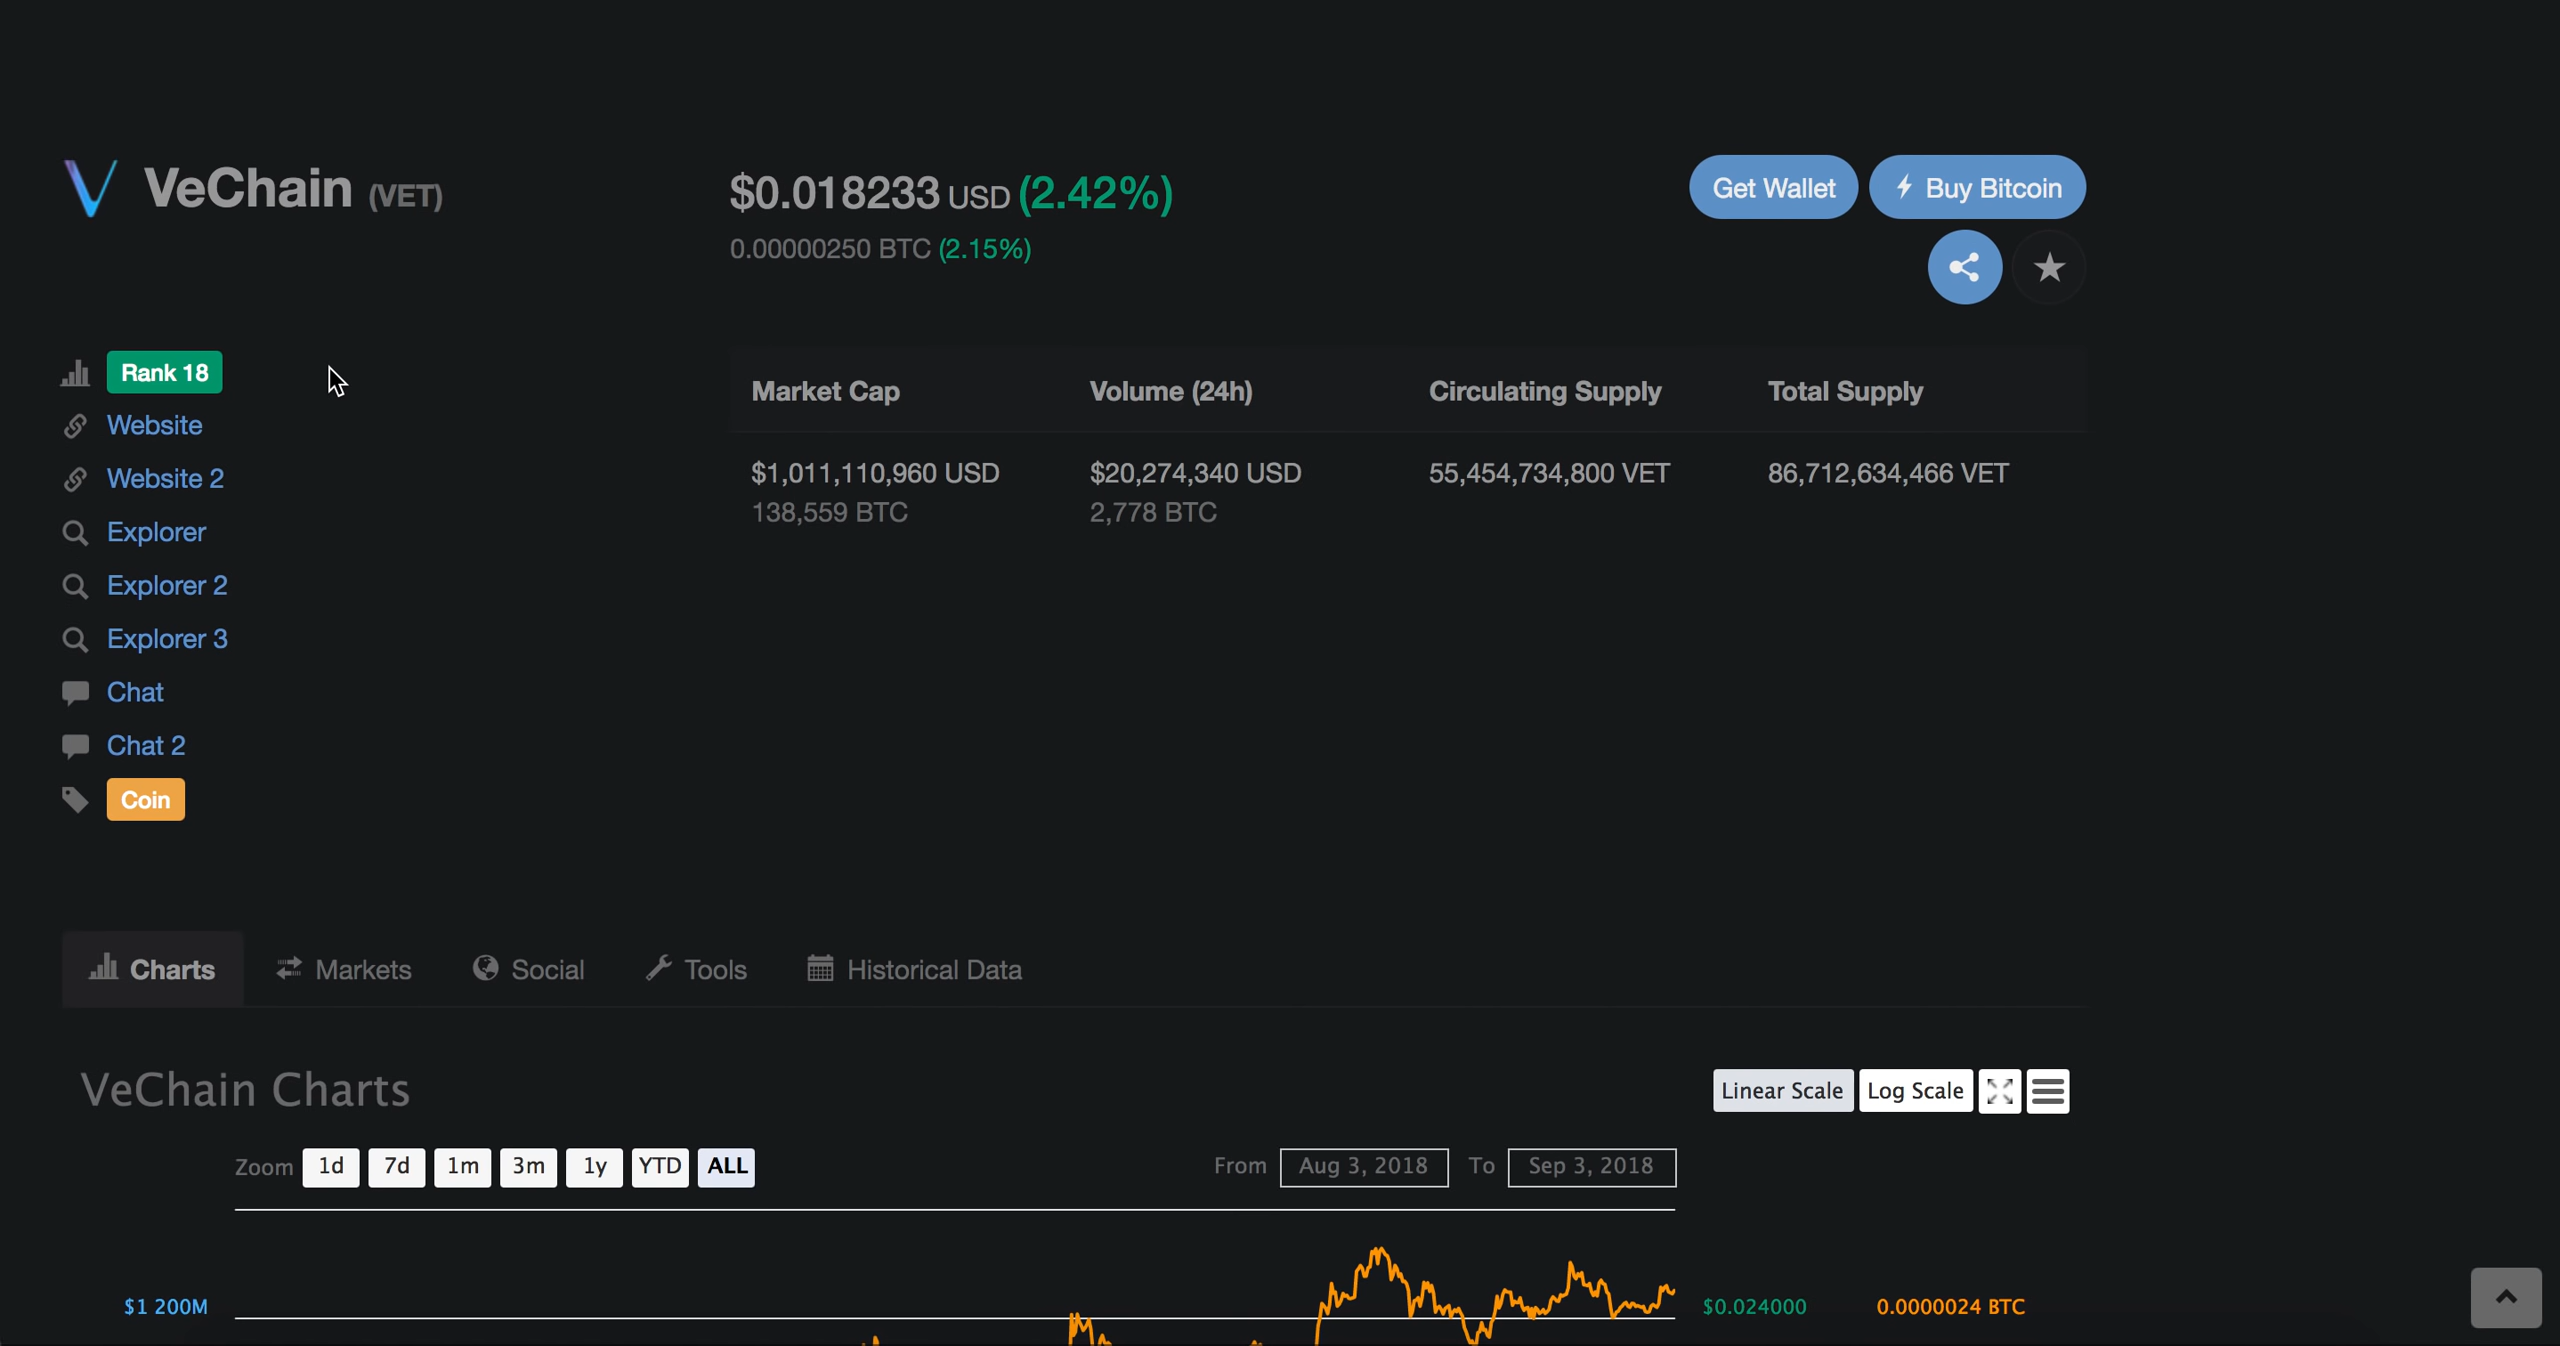 VeChain (VET)
$0.018233 USD (2.42%)
0.00000250 BTC (2.15%)
Get Wallet
Buy Bitcoin
Rank 18
Website
Website 2
Explorer
Explorer 2
Explorer 3
Chat
Chat 2
Coin
Market Cap Volume (24h) Circulating Supply Total Supply
$1,011,110,960 USD $20,274,340 USD 55,454,734,800 VET 86,712,634,466 VET
138,559 BTC 2,778 BTC
Charts Markets Social Tools Historical Data
VeChain Charts
Linear Scale Log Scale
Zoom 1d 7d 1m 3m 1y YTD ALL From Aug 3, 2018 To Sep 3, 2018
$1 200M $0.024000 0.0000024 BTC